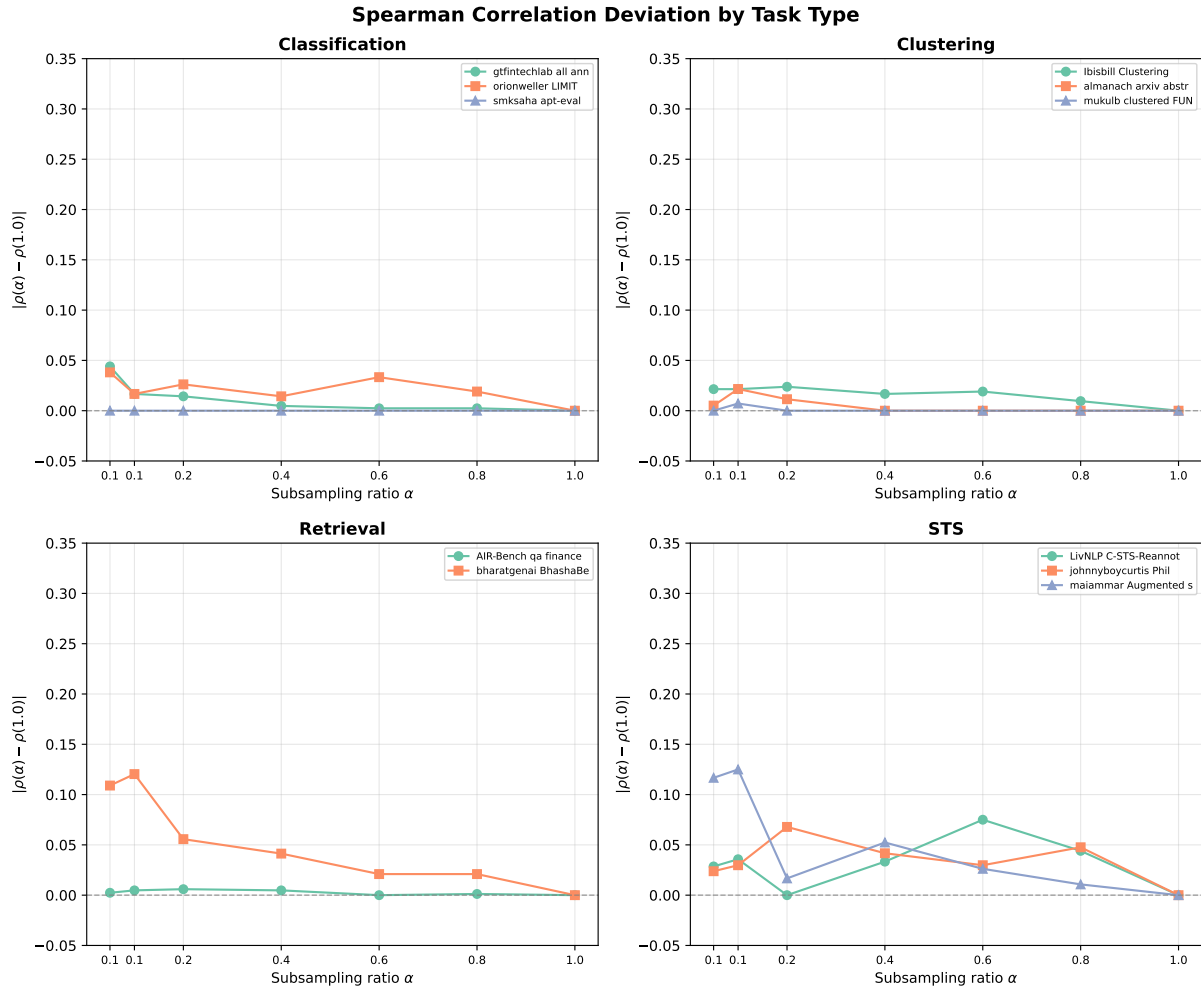 Spearman Correlation Deviation by Task Type
Classification
0.35
0.30
0.25
0.20
0.15
0.10
0.05
0.00
−0.05
|ρ(α) − ρ(1.0)|
0.1 0.1 0.2 0.4 0.6 0.8 1.0
Subsampling ratio α
gtfintechlab all ann
orionweller LIMIT
smksaha apt-eval
Clustering
0.35
0.30
0.25
0.20
0.15
0.10
0.05
0.00
−0.05
|ρ(α) − ρ(1.0)|
0.1 0.1 0.2 0.4 0.6 0.8 1.0
Subsampling ratio α
lbisbill Clustering
almanach arxiv abstr
mukulb clustered FUN
Retrieval
0.35
0.30
0.25
0.20
0.15
0.10
0.05
0.00
−0.05
|ρ(α) − ρ(1.0)|
0.1 0.1 0.2 0.4 0.6 0.8 1.0
Subsampling ratio α
AIR-Bench qa finance
bharatgenai BhashaBe
STS
0.35
0.30
0.25
0.20
0.15
0.10
0.05
0.00
−0.05
|ρ(α) − ρ(1.0)|
0.1 0.1 0.2 0.4 0.6 0.8 1.0
Subsampling ratio α
LivNLP C-STS-Reannot
johnnyboycurtis Phil
maiammar Augmented s